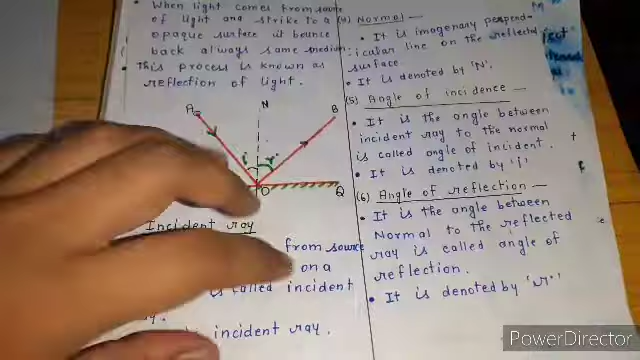 When light comes from source
of light and strike to a
opaque surface it bounce
back always same medium.
This process is known as
reflection of light.
A
N
B
i
r
O
Q
Incident ray
from source
on a
is called incident
ray.
incident ray.
(4) Normal -
It is imagenary perpend-
icular line on the reflected
surface.
It is denoted by 'N'.
(5) Angle of incidence -
It is the angle between
incident ray to the normal
is called angle of incident.
It is denoted by 'i'
(6) Angle of reflection -
It is the angle between
Normal to the reflected
ray is called angle of
reflection.
It is denoted by 'r'
PowerDirector